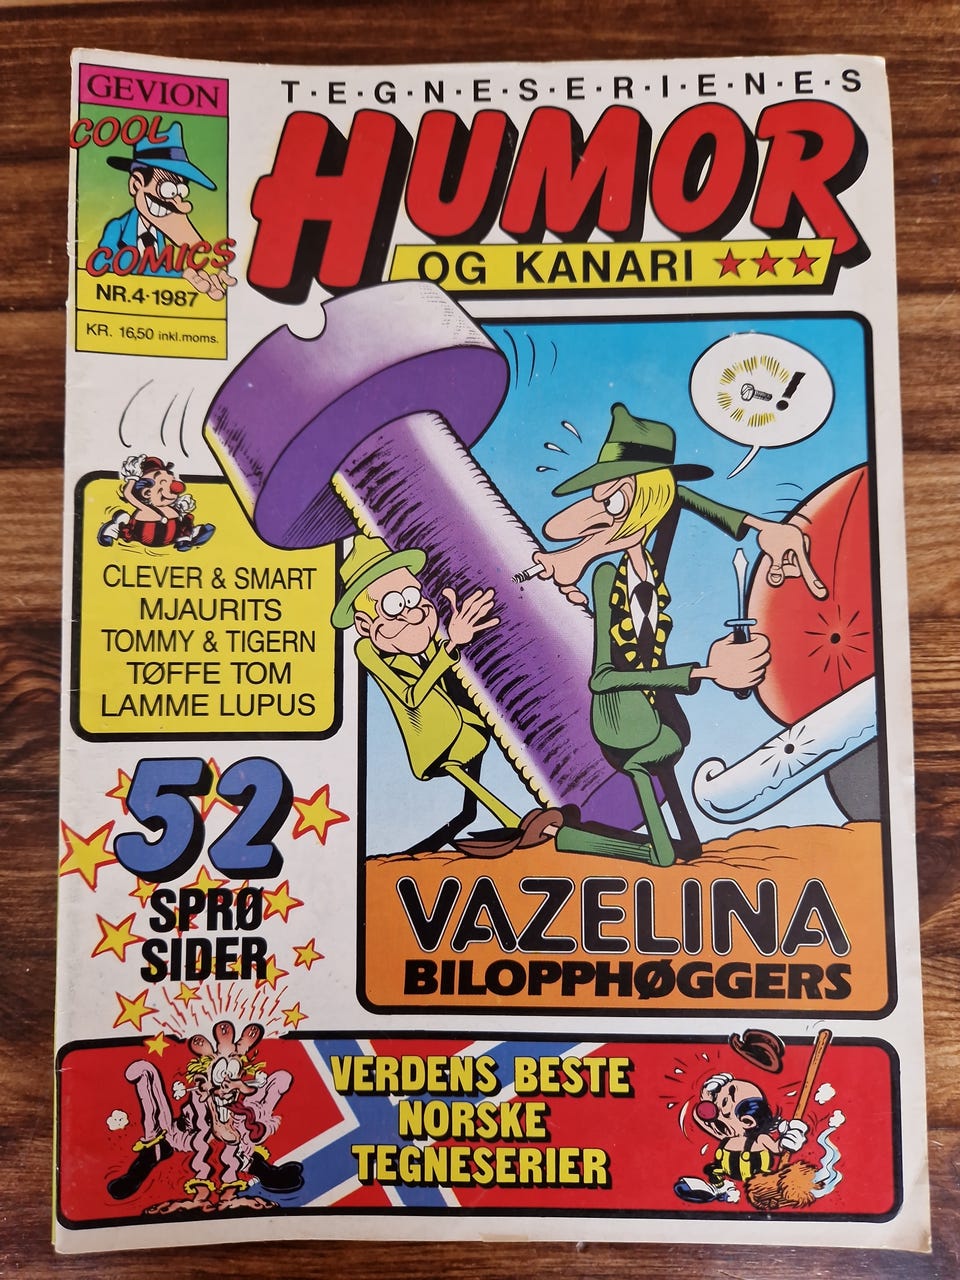 GEVION
COOL
COMICS
NR.4·1987
KR. 16,50 inkl.moms.
T·E·G·N·E·S·E·R·I·E·N·E·S
HUMOR
OG KANARI ★★★
!
CLEVER & SMART
MJAURITS
TOMMY & TIGERN
TØFFE TOM
LAMME LUPUS
52
SPRØ
SIDER
VAZELINA
BILOPPHØGGERS
VERDENS BESTE
NORSKE
TEGNESERIER